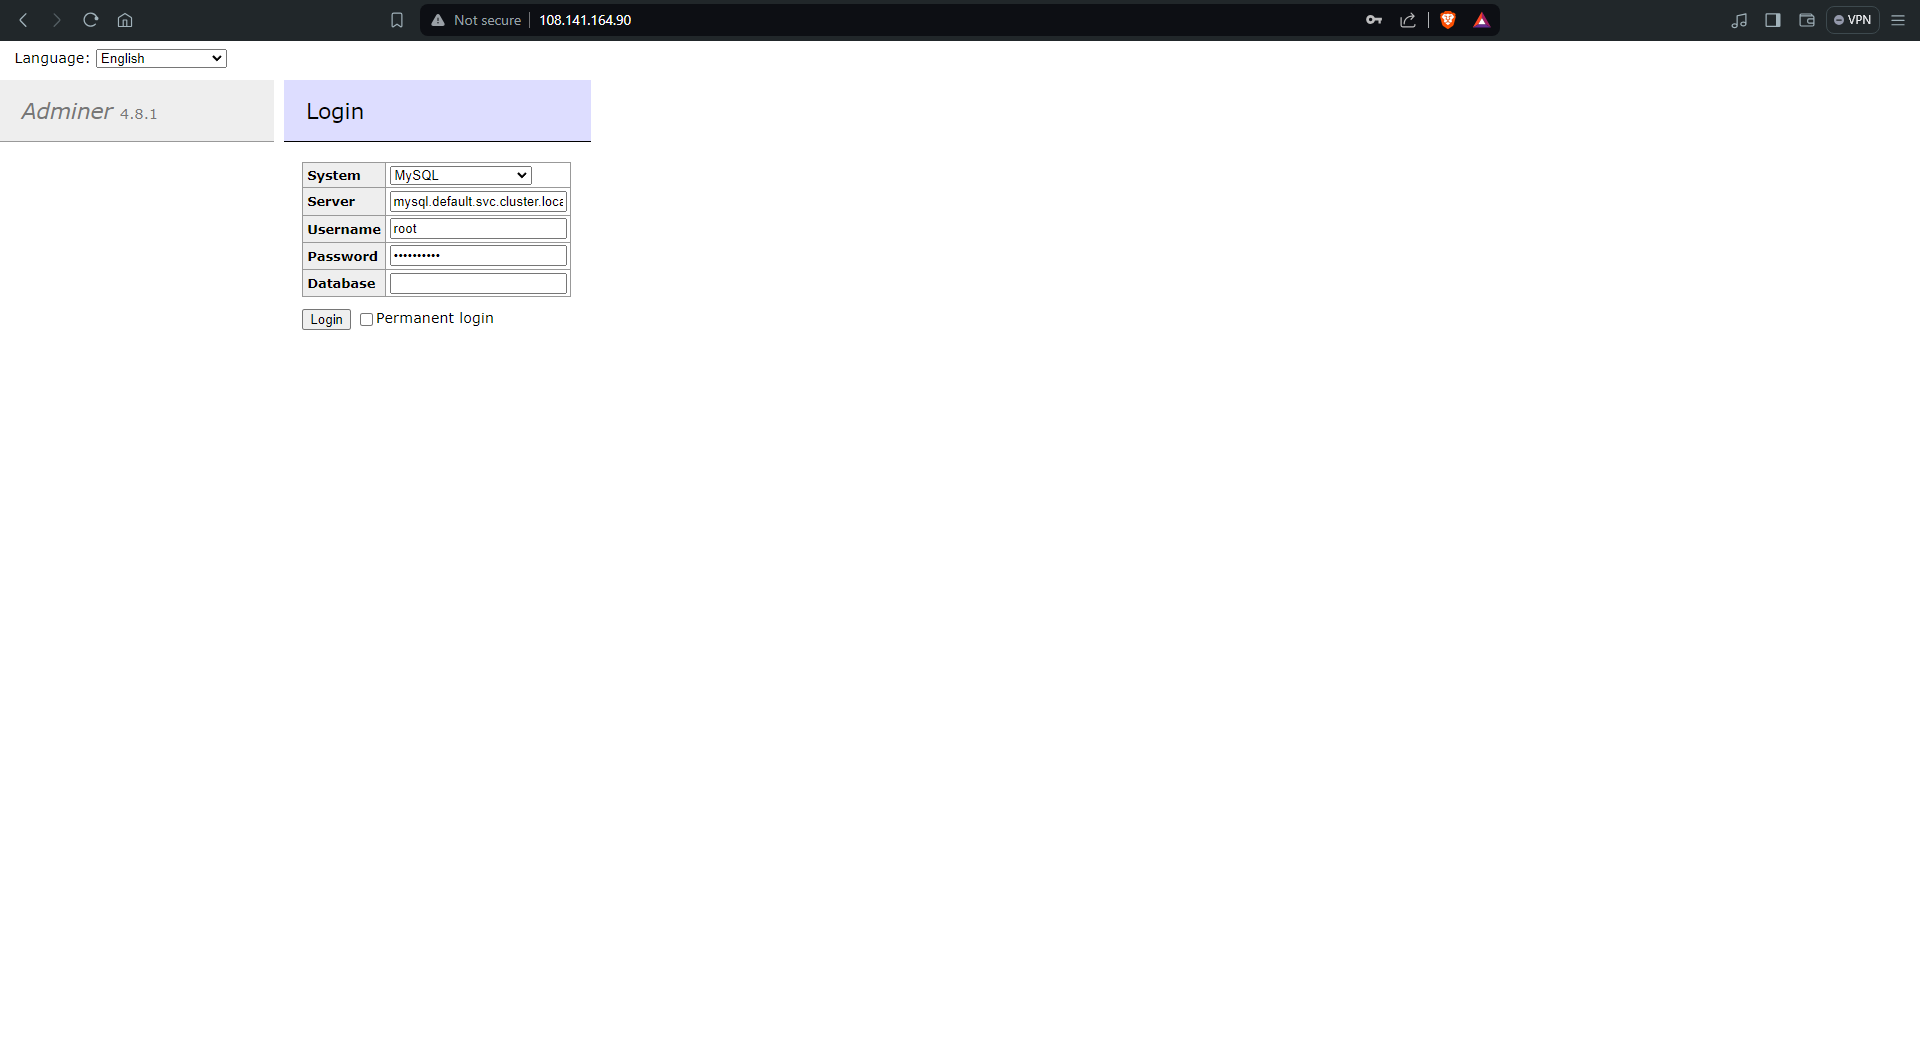 Not secure 108.141.164.90 VPN
Language: English
Adminer 4.8.1
Login
System MySQL
Server mysql.default.svc.cluster.loca
Username root
Password ••••••••••
Database
Login Permanent login